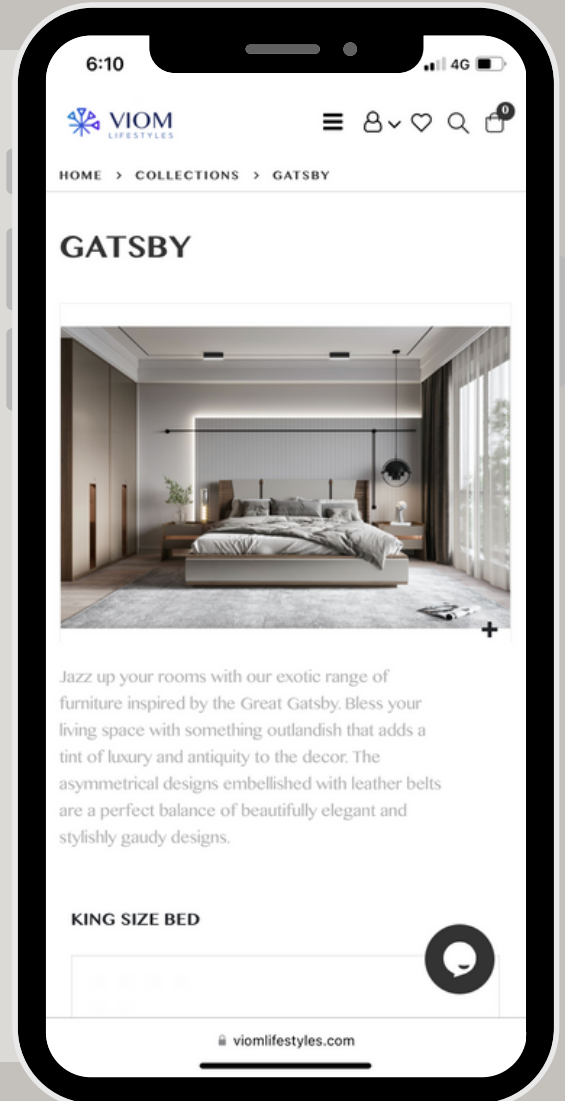 6:10
4G
VIOM
LIFESTYLES
0
HOME > COLLECTIONS > GATSBY
GATSBY
Jazz up your rooms with our exotic range of
furniture inspired by the Great Gatsby. Bless your
living space with something outlandish that adds a
tint of luxury and antiquity to the decor. The
asymmetrical designs embellished with leather belts
are a perfect balance of beautifully elegant and
stylishly gaudy designs.
KING SIZE BED
viomlifestyles.com